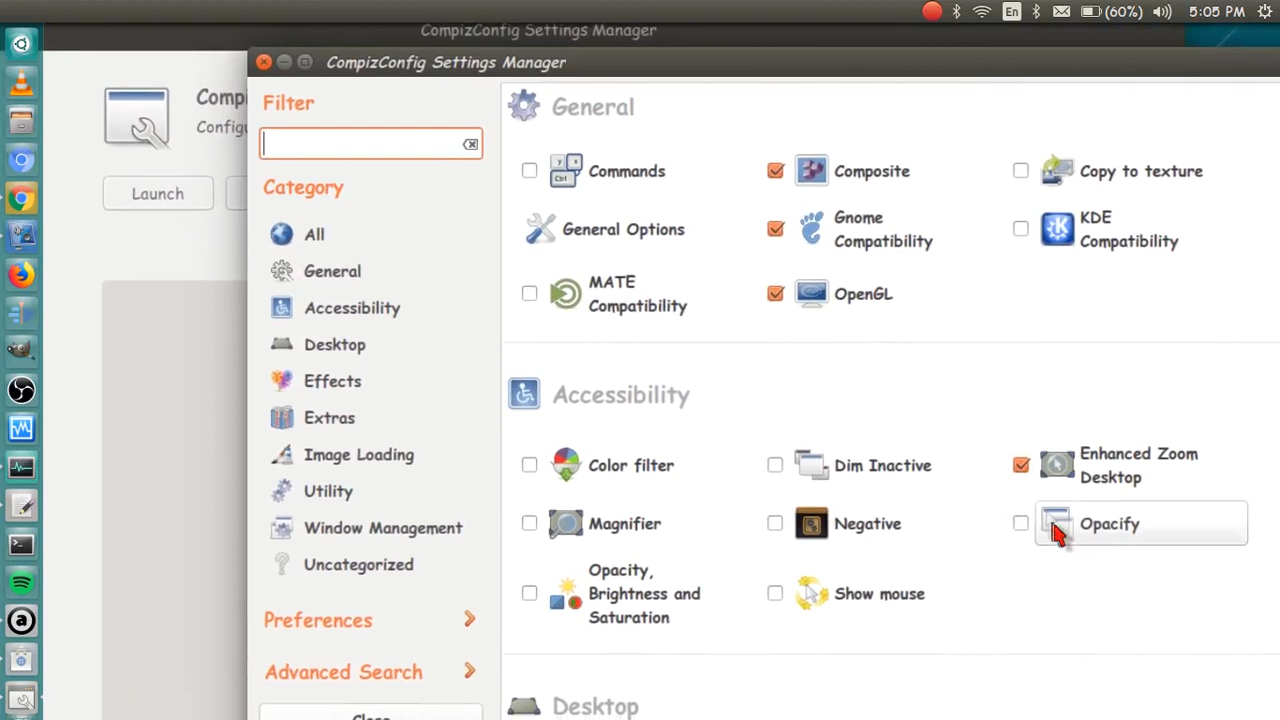 En
(60%)
5:05 PM
CompizConfig Settings Manager
Compi
Configu
Launch
CompizConfig Settings Manager
Filter
Category
All
General
Accessibility
Desktop
Effects
Extras
Image Loading
Utility
Window Management
Uncategorized
Preferences
Advanced Search
Close
General
Commands
Composite
Copy to texture
General Options
Gnome
Compatibility
KDE
Compatibility
MATE
Compatibility
OpenGL
Accessibility
Color filter
Dim Inactive
Enhanced Zoom
Desktop
Magnifier
Negative
Opacify
Opacity,
Brightness and
Saturation
Show mouse
Desktop